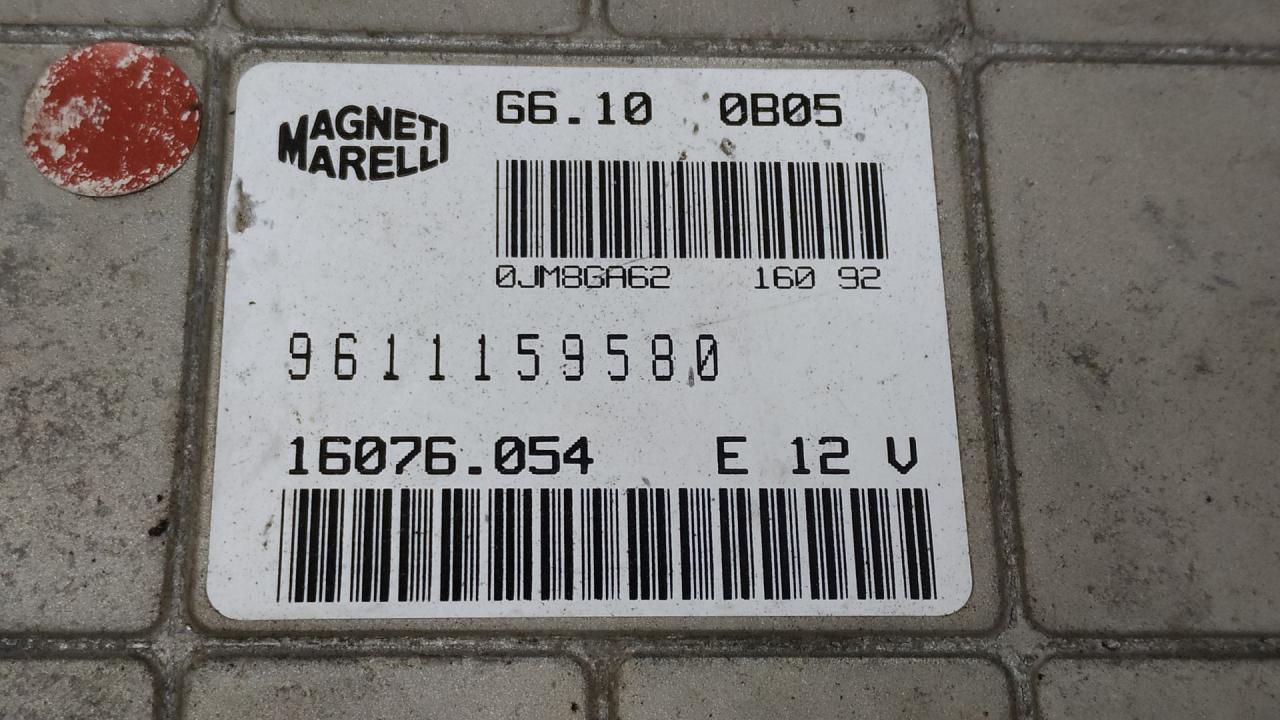 MAGNETI
MARELLI
G6.10 0B05
0JM8GA62 160 92
9611159580
16076.054 E 12 V